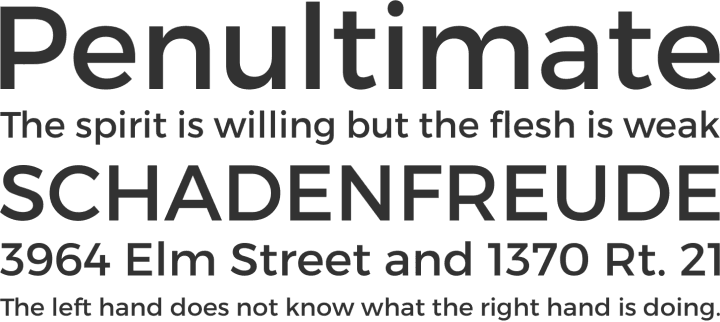 Penultimate
The spirit is willing but the flesh is weak
SCHADENFREUDE
3964 Elm Street and 1370 Rt. 21
The left hand does not know what the right hand is doing.